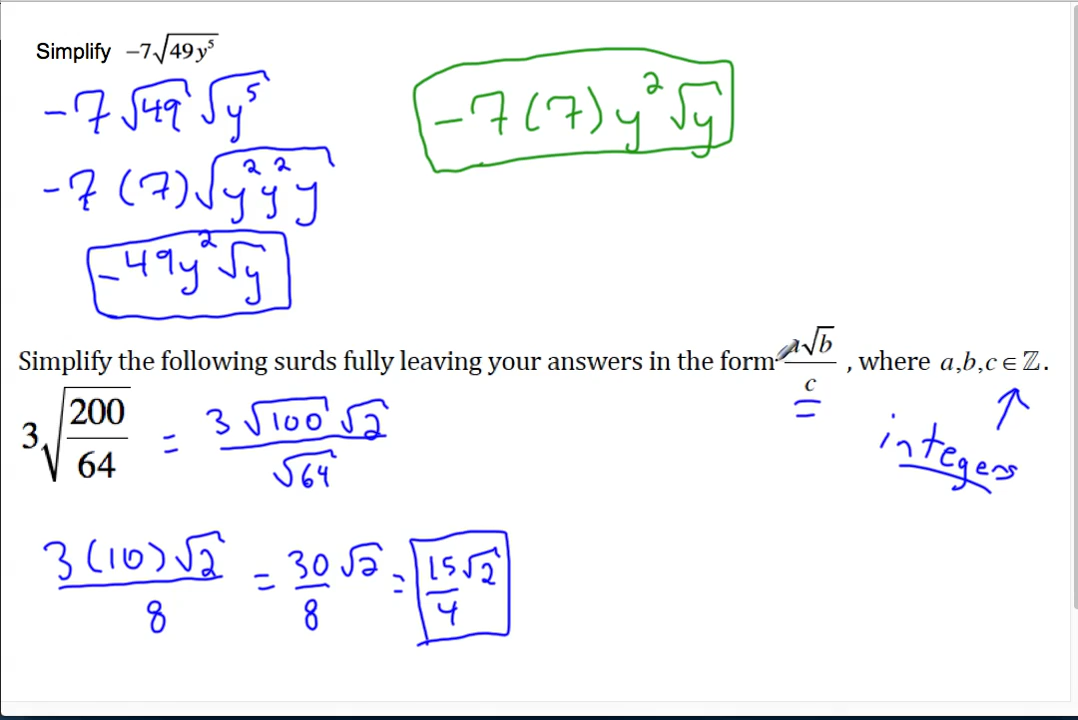 Simplify −7√49y⁵
−7 √49 √y⁵
−7 (7) √y² y² y
−49y² √y
−7 (7) y² √y
Simplify the following surds fully leaving your answers in the form a√b/c , where a,b,c ∈ ℤ.
3√200/64 = 3 √100 √2 / √64
integers
3 (10) √2 / 8 = 30/8 √2 = 15/4 √2